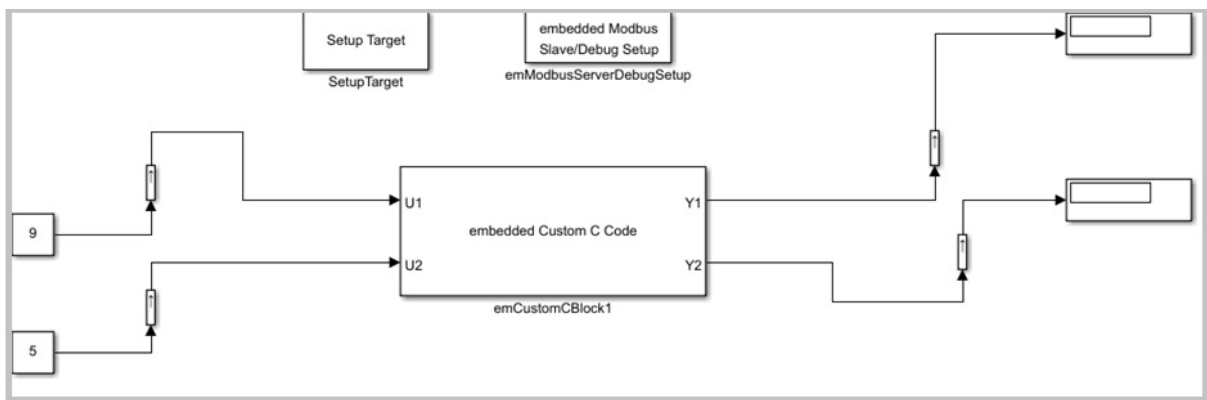 Setup Target
SetupTarget
embedded Modbus
Slave/Debug Setup
emModbusServerDebugSetup
9
5
U1
Y1
embedded Custom C Code
U2
Y2
emCustomCBlock1